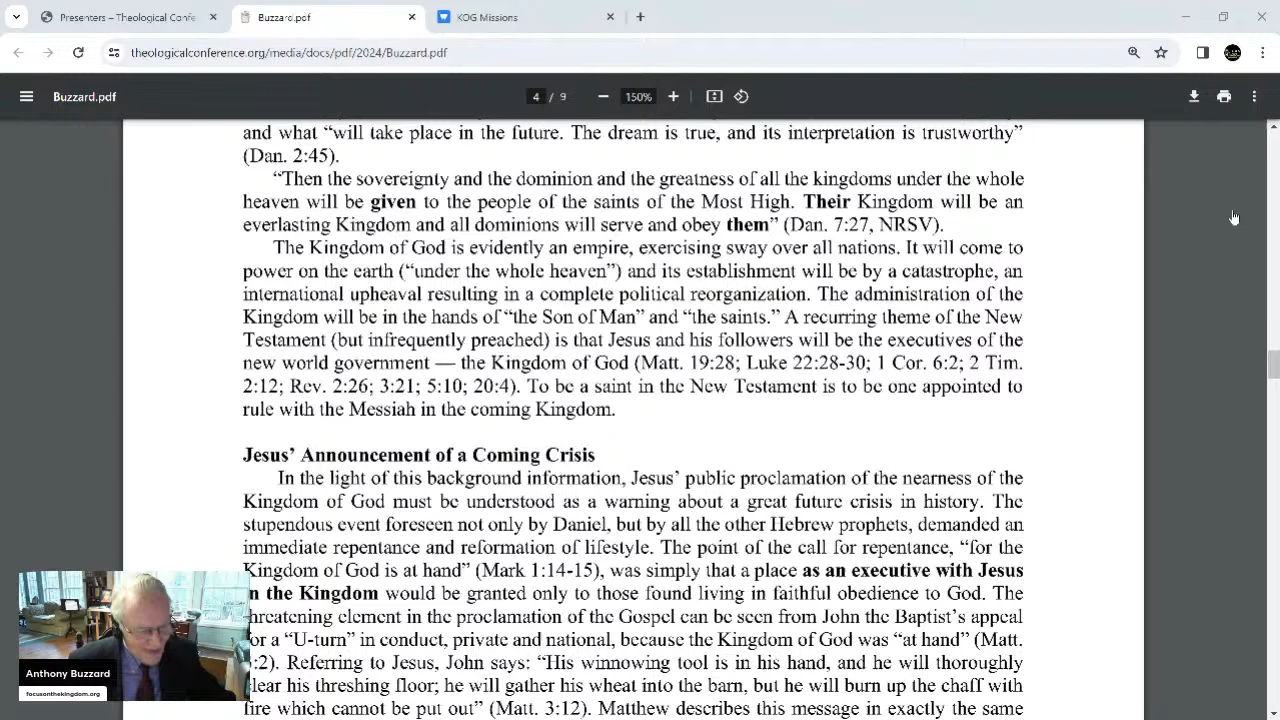 Presenters – Theological Confe
Buzzard.pdf
KOG Missions
theologicalconference.org/media/docs/pdf/2024/Buzzard.pdf
Buzzard.pdf
4 / 9
150%
and what “will take place in the future. The dream is true, and its interpretation is trustworthy”
(Dan. 2:45).
“Then the sovereignty and the dominion and the greatness of all the kingdoms under the whole
heaven will be given to the people of the saints of the Most High. Their Kingdom will be an
everlasting Kingdom and all dominions will serve and obey them” (Dan. 7:27, NRSV).
The Kingdom of God is evidently an empire, exercising sway over all nations. It will come to
power on the earth (“under the whole heaven”) and its establishment will be by a catastrophe, an
international upheaval resulting in a complete political reorganization. The administration of the
Kingdom will be in the hands of “the Son of Man” and “the saints.” A recurring theme of the New
Testament (but infrequently preached) is that Jesus and his followers will be the executives of the
new world government — the Kingdom of God (Matt. 19:28; Luke 22:28-30; 1 Cor. 6:2; 2 Tim.
2:12; Rev. 2:26; 3:21; 5:10; 20:4). To be a saint in the New Testament is to be one appointed to
rule with the Messiah in the coming Kingdom.
Jesus’ Announcement of a Coming Crisis
In the light of this background information, Jesus’ public proclamation of the nearness of the
Kingdom of God must be understood as a warning about a great future crisis in history. The
stupendous event foreseen not only by Daniel, but by all the other Hebrew prophets, demanded an
immediate repentance and reformation of lifestyle. The point of the call for repentance, “for the
Kingdom of God is at hand” (Mark 1:14-15), was simply that a place as an executive with Jesus
in the Kingdom would be granted only to those found living in faithful obedience to God. The
threatening element in the proclamation of the Gospel can be seen from John the Baptist’s appeal
for a “U-turn” in conduct, private and national, because the Kingdom of God was “at hand” (Matt.
:2). Referring to Jesus, John says: “His winnowing tool is in his hand, and he will thoroughly
clear his threshing floor; he will gather his wheat into the barn, but he will burn up the chaff with
fire which cannot be put out” (Matt. 3:12). Matthew describes this message in exactly the same
Anthony Buzzard
focusonthekingdom.org